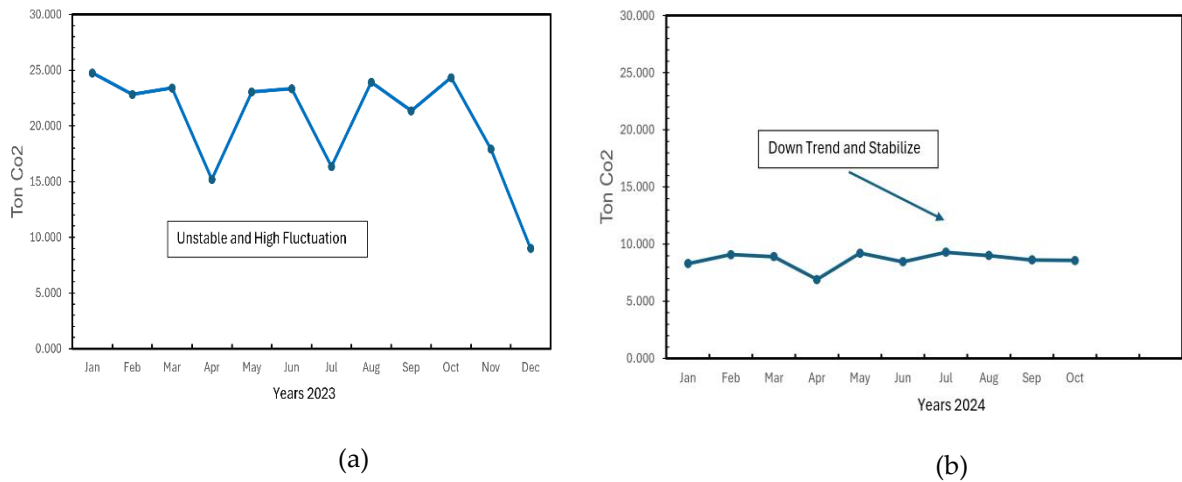 30.000
25.000
20.000
15.000
10.000
5.000
0.000
Ton Co2
Unstable and High Fluctuation
Jan Feb Mar Apr May Jun Jul Aug Sep Oct Nov Dec
Years 2023
(a)
30.000
25.000
20.000
15.000
10.000
5.000
0.000
Ton Co2
Down Trend and Stabilize
Jan Feb Mar Apr May Jun Jul Aug Sep Oct
Years 2024
(b)